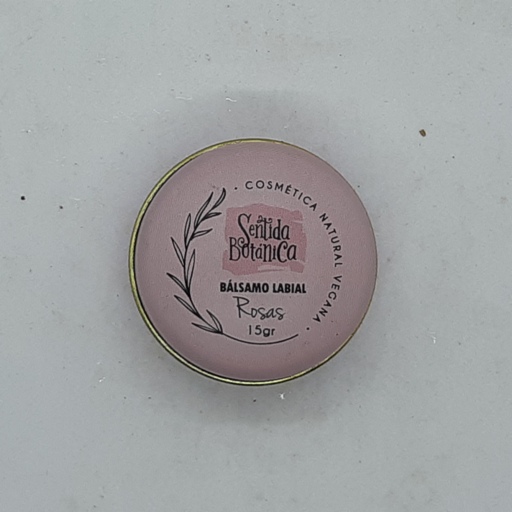 · COSMÉTICA NATURAL VEGANA ·
Sentida
Botánica
BÁLSAMO LABIAL
Rosas
15gr